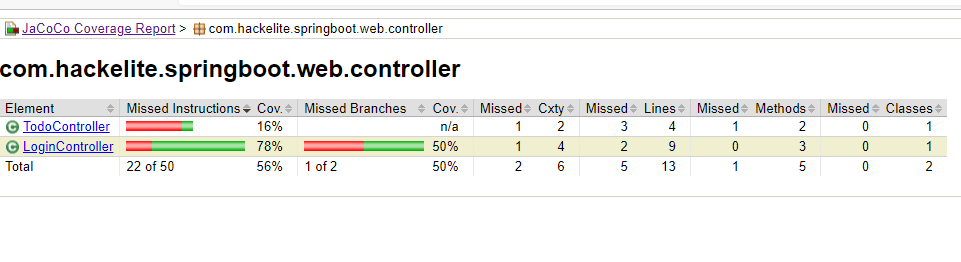 JaCoCo Coverage Report > com.hackelite.springboot.web.controller
com.hackelite.springboot.web.controller
Element Missed Instructions Cov. Missed Branches Cov. Missed Cxty Missed Lines Missed Methods Missed Classes
C TodoController 16% n/a 1 2 3 4 1 2 0 1
C LoginController 78% 50% 1 4 2 9 0 3 0 1
Total 22 of 50 56% 1 of 2 50% 2 6 5 13 1 5 0 2